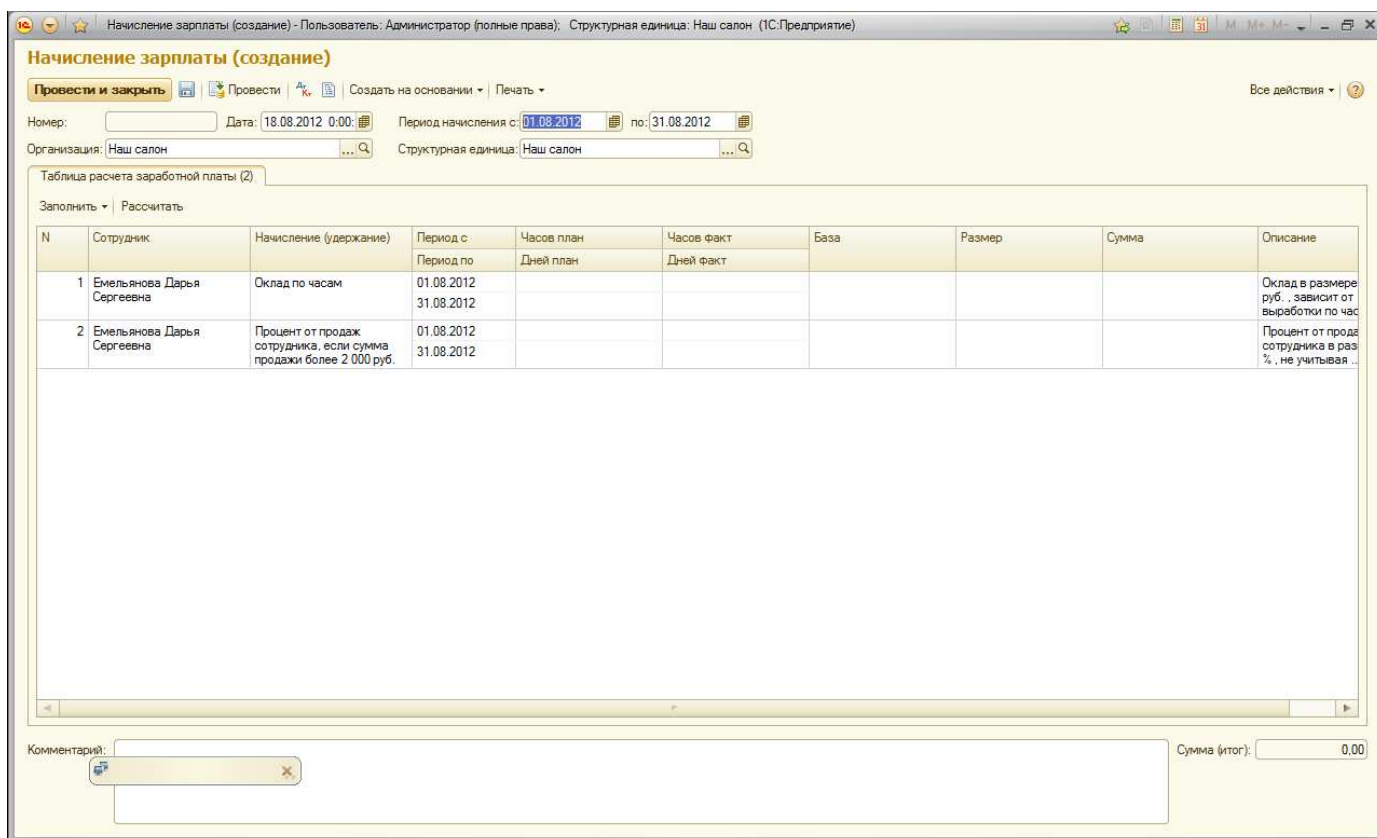 Начисление зарплаты (создание) - Пользователь: Администратор (полные права); Структурная единица: Наш салон (1С:Предприятие)
M M+ M-
Начисление зарплаты (создание)
Провести и закрыть Провести Создать на основании Печать Все действия
Номер: Дата: 18.08.2012 0:00: Период начисления с: 01.08.2012 по: 31.08.2012
Организация: Наш салон ... Структурная единица: Наш салон ...
Таблица расчета заработной платы (2)
Заполнить Рассчитать
N Сотрудник Начисление (удержание) Период с Часов план Часов факт База Размер Сумма Описание
Период по Дней план Дней факт
1 Емельянова Дарья Оклад по часам 01.08.2012 Оклад в размере
Сергеевна 31.08.2012 руб. , зависит от
выработки по час
2 Емельянова Дарья Процент от продаж 01.08.2012 Процент от прода
Сергеевна сотрудника, если сумма 31.08.2012 сотрудника в раз
продажи более 2 000 руб. % , не учитывая ...
Комментарий: Сумма (итог): 0,00